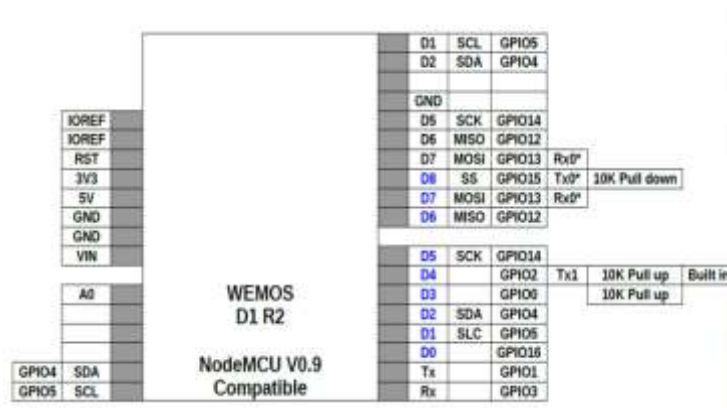 D1 SCL GPIO5
D2 SDA GPIO4
GND
IOREF D5 SCK GPIO14
IOREF D6 MISO GPIO12
RST D7 MOSI GPIO13 Rx0*
3V3 D8 SS GPIO15 Tx0* 10K Pull down
5V D7 MOSI GPIO13 Rx0*
GND D6 MISO GPIO12
GND
VIN D5 SCK GPIO14
D4 GPIO2 Tx1 10K Pull up Built in
A0 WEMOS D3 GPIO0 10K Pull up
D1 R2 D2 SDA GPIO4
D1 SLC GPIO5
NodeMCU V0.9 D0 GPIO16
GPIO4 SDA Compatible Tx GPIO1
GPIO5 SCL Rx GPIO3